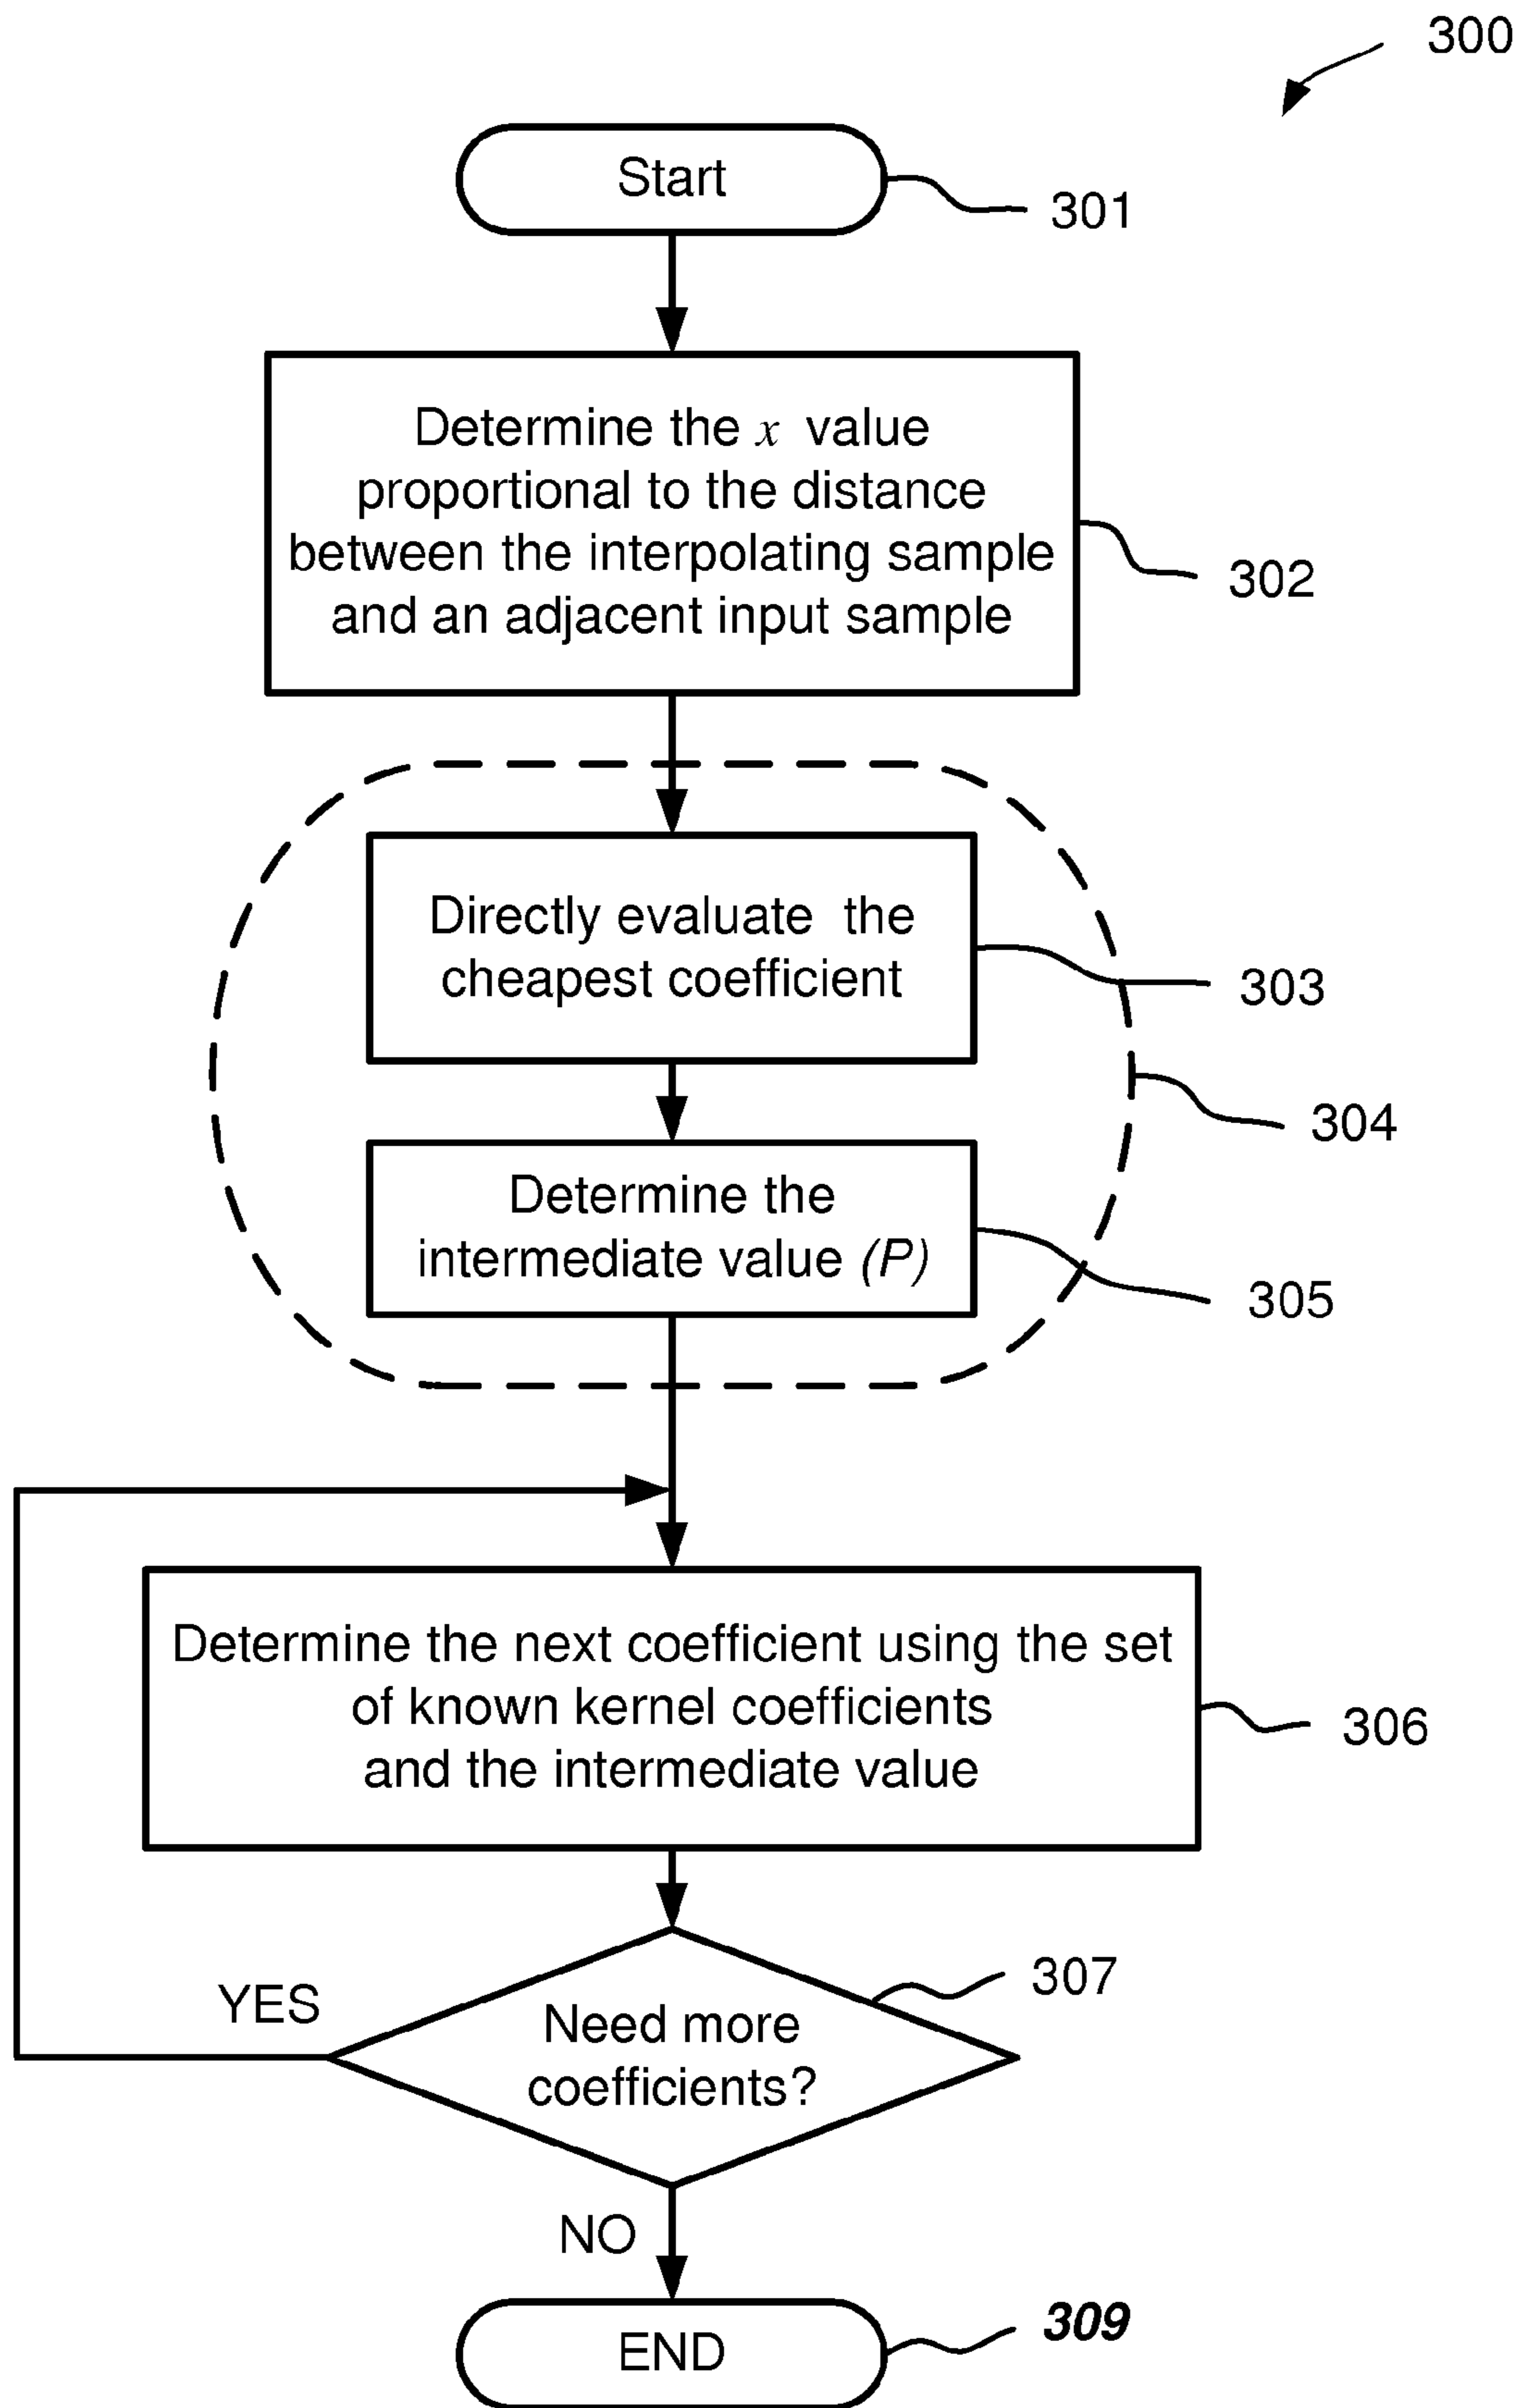 300
Start
301
Determine the x value
proportional to the distance
between the interpolating sample
and an adjacent input sample
302
Directly evaluate the
cheapest coefficient
303
304
Determine the
intermediate value (P)
305
Determine the next coefficient using the set
of known kernel coefficients
and the intermediate value
306
307
YES
Need more
coefficients?
NO
END
309